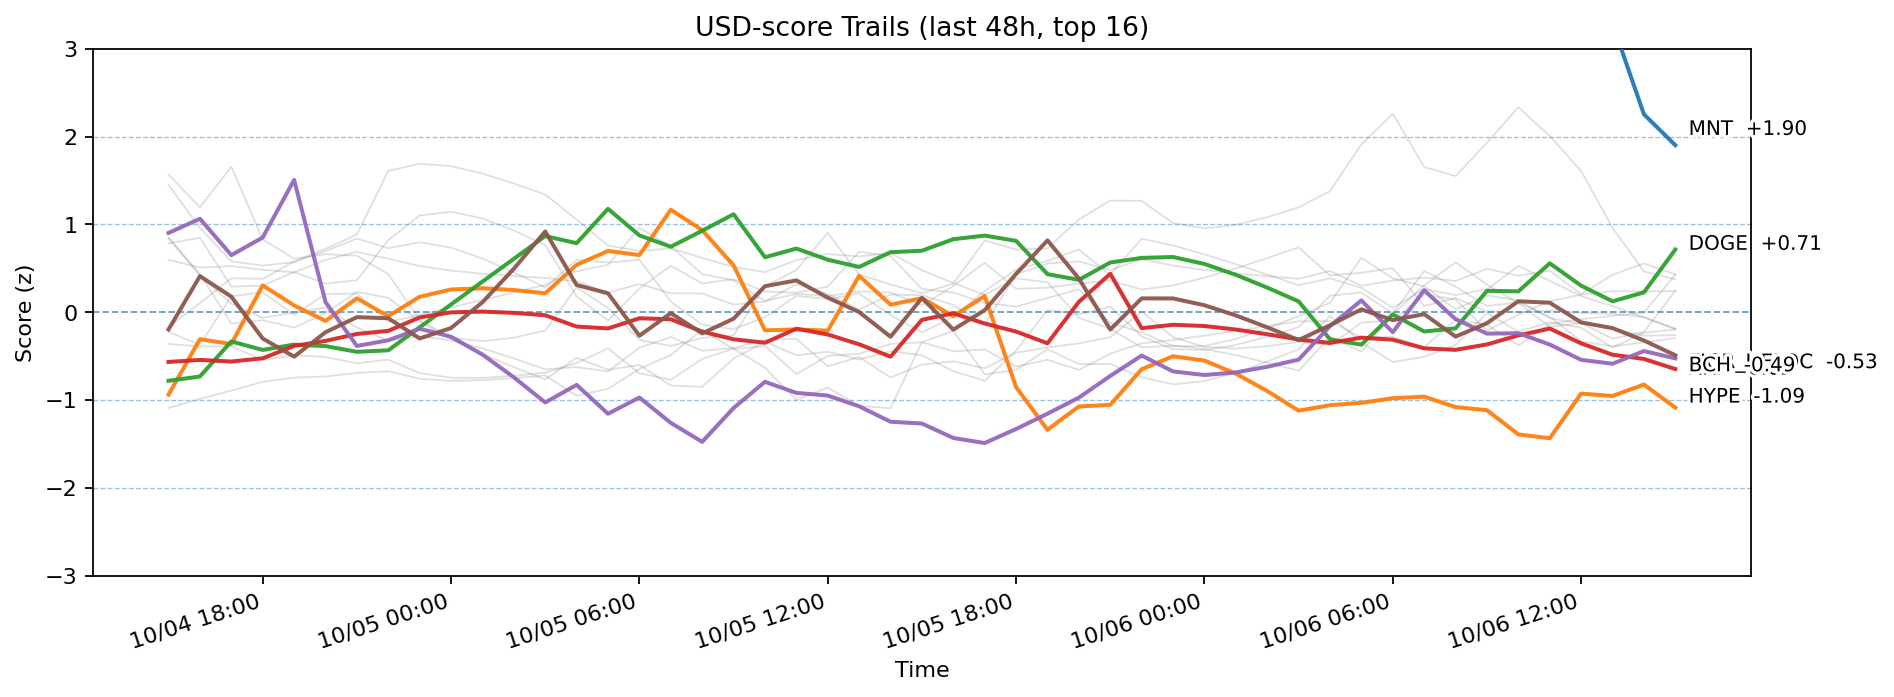 USD-score Trails (last 48h, top 16)
3
2
1
0
−1
−2
−3
Score (z)
MNT +1.90
DOGE +0.71
BCH -0.49
-0.53
HYPE -1.09
10/04 18:00
10/05 00:00
10/05 06:00
10/05 12:00
10/05 18:00
10/06 00:00
10/06 06:00
10/06 12:00
Time